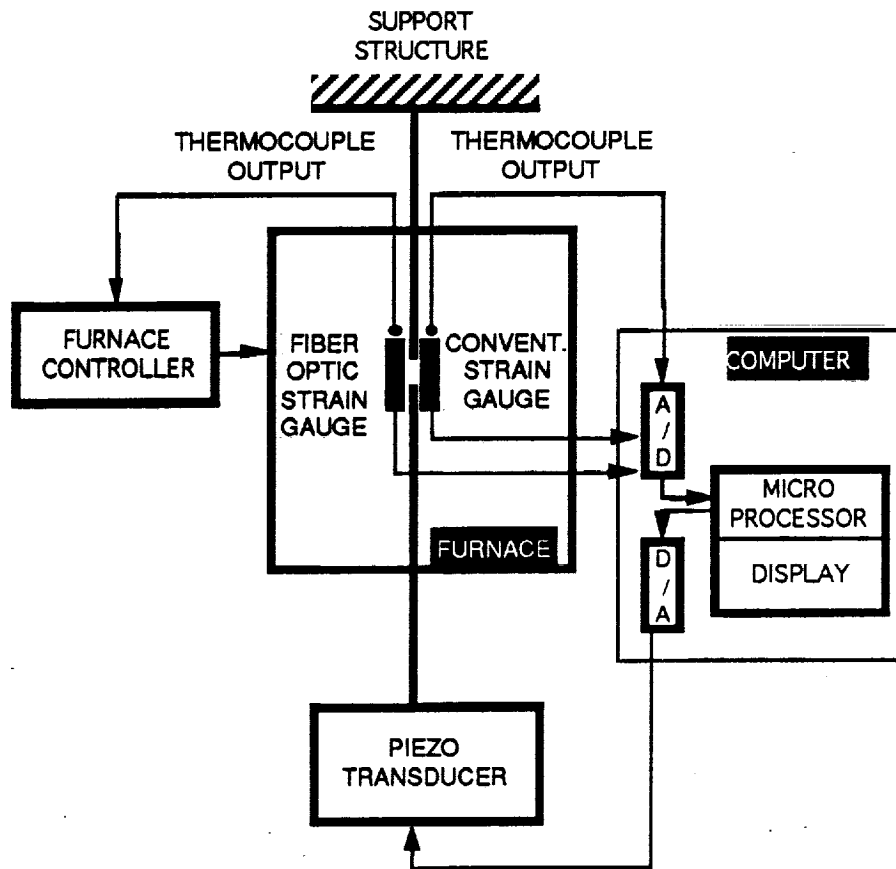 SUPPORT
STRUCTURE
THERMOCOUPLE
OUTPUT
THERMOCOUPLE
OUTPUT
FURNACE
CONTROLLER
FIBER
OPTIC
STRAIN
GAUGE
CONVENT.
STRAIN
GAUGE
COMPUTER
A
/
D
MICRO
PROCESSOR
DISPLAY
D
/
A
FURNACE
PIEZO
TRANSDUCER